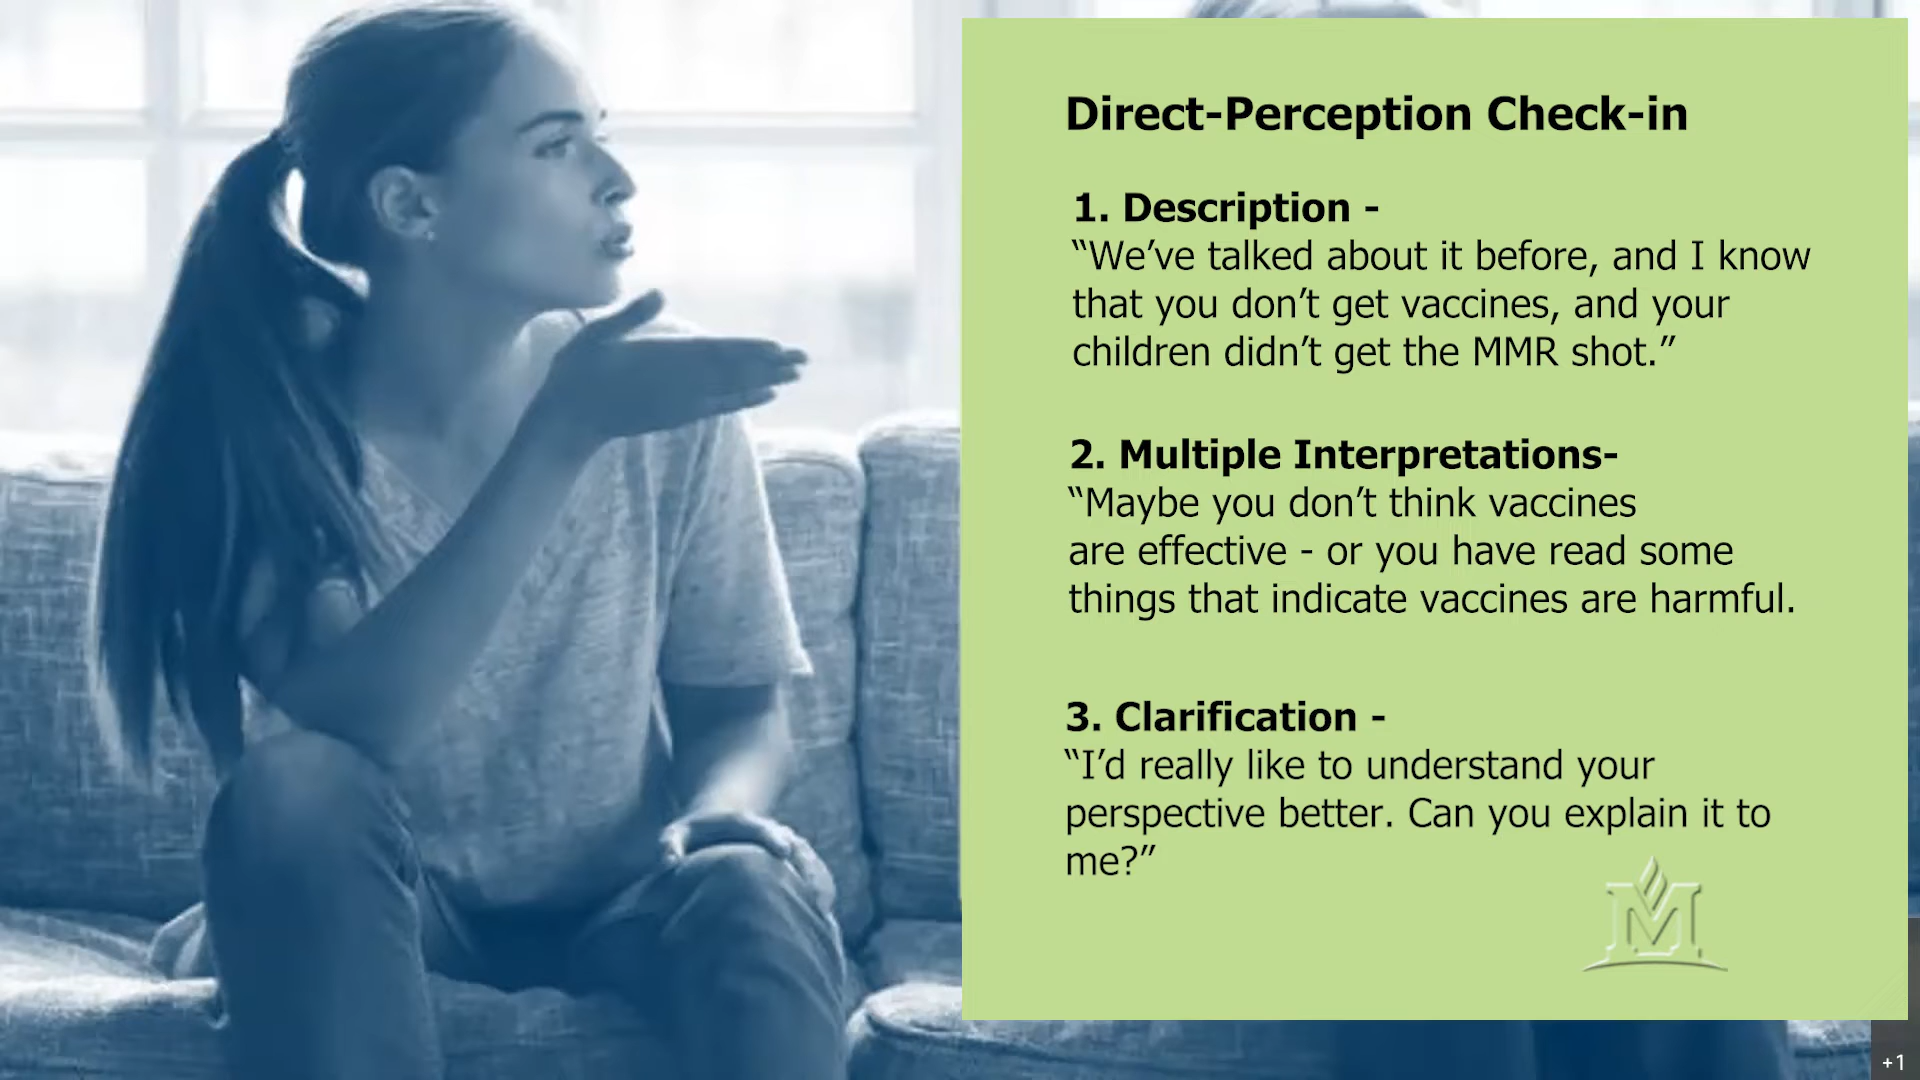 Direct-Perception Check-in
1. Description -
“We’ve talked about it before, and I know
that you don’t get vaccines, and your
children didn’t get the MMR shot.”
2. Multiple Interpretations-
“Maybe you don’t think vaccines
are effective - or you have read some
things that indicate vaccines are harmful.
3. Clarification -
“I’d really like to understand your
perspective better. Can you explain it to
me?”
M
+1